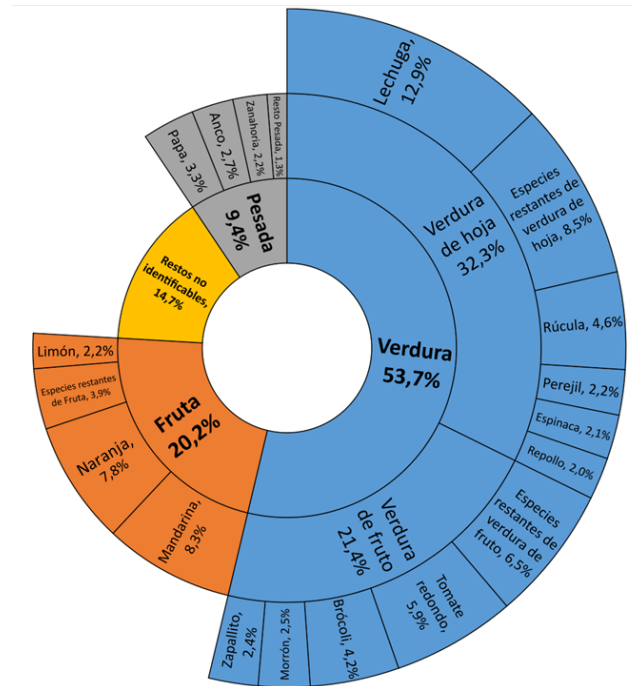 Lechuga,
12,9%
Especies
restantes de
verdura de
hoja, 8,5%
Rúcula, 4,6%
Perejil, 2,2%
Espinaca, 2,1%
Repollo, 2,0%
Verdura
de hoja
32,3%
Verdura
53,7%
Verdura
de fruto
21,4%
Especies
restantes de
verdura de
fruto, 6,5%
Tomate
redondo,
5,9%
Brócoli, 4,2%
Morrón, 2,5%
Zapallito,
2,4%
Fruta
20,2%
Mandarina,
8,3%
Naranja,
7,8%
Especies restantes
de Fruta, 3,9%
Limón, 2,2%
Restos no
identificables,
14,7%
Pesada
9,4%
Papa, 3,3%
Anco, 2,7%
Zanahoria, 2,2%
Resto Pesada, 1,3%